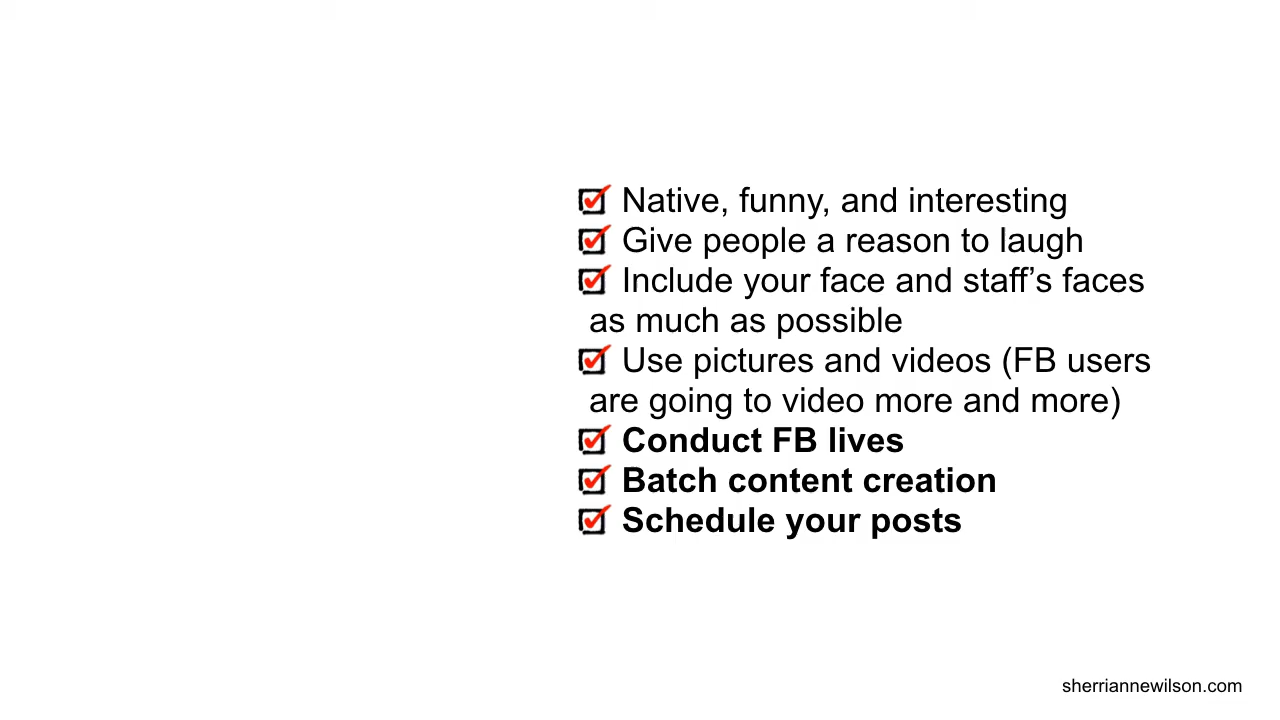 Native, funny, and interesting
Give people a reason to laugh
Include your face and staff’s faces
as much as possible
Use pictures and videos (FB users
are going to video more and more)
Conduct FB lives
Batch content creation
Schedule your posts
sherriannewilson.com